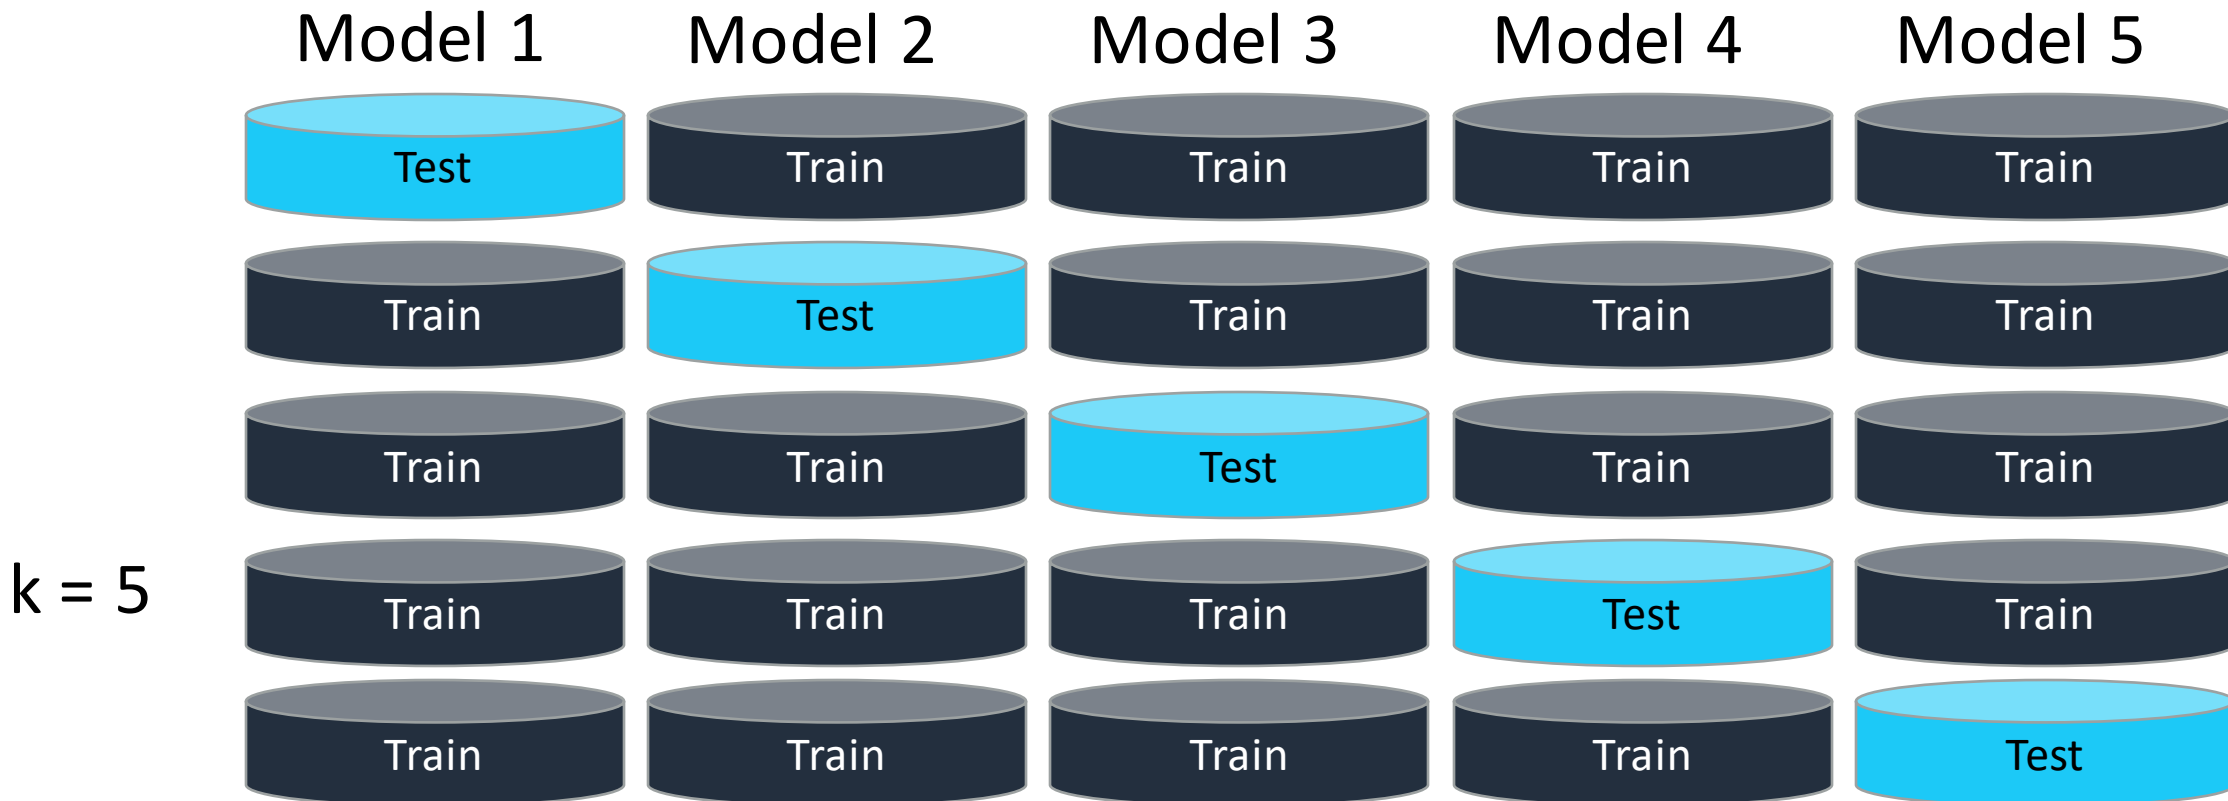 Model 1 Model 2 Model 3 Model 4 Model 5
Test Train Train Train Train
Train Test Train Train Train
Train Train Test Train Train
k = 5
Train Train Train Test Train
Train Train Train Train Test